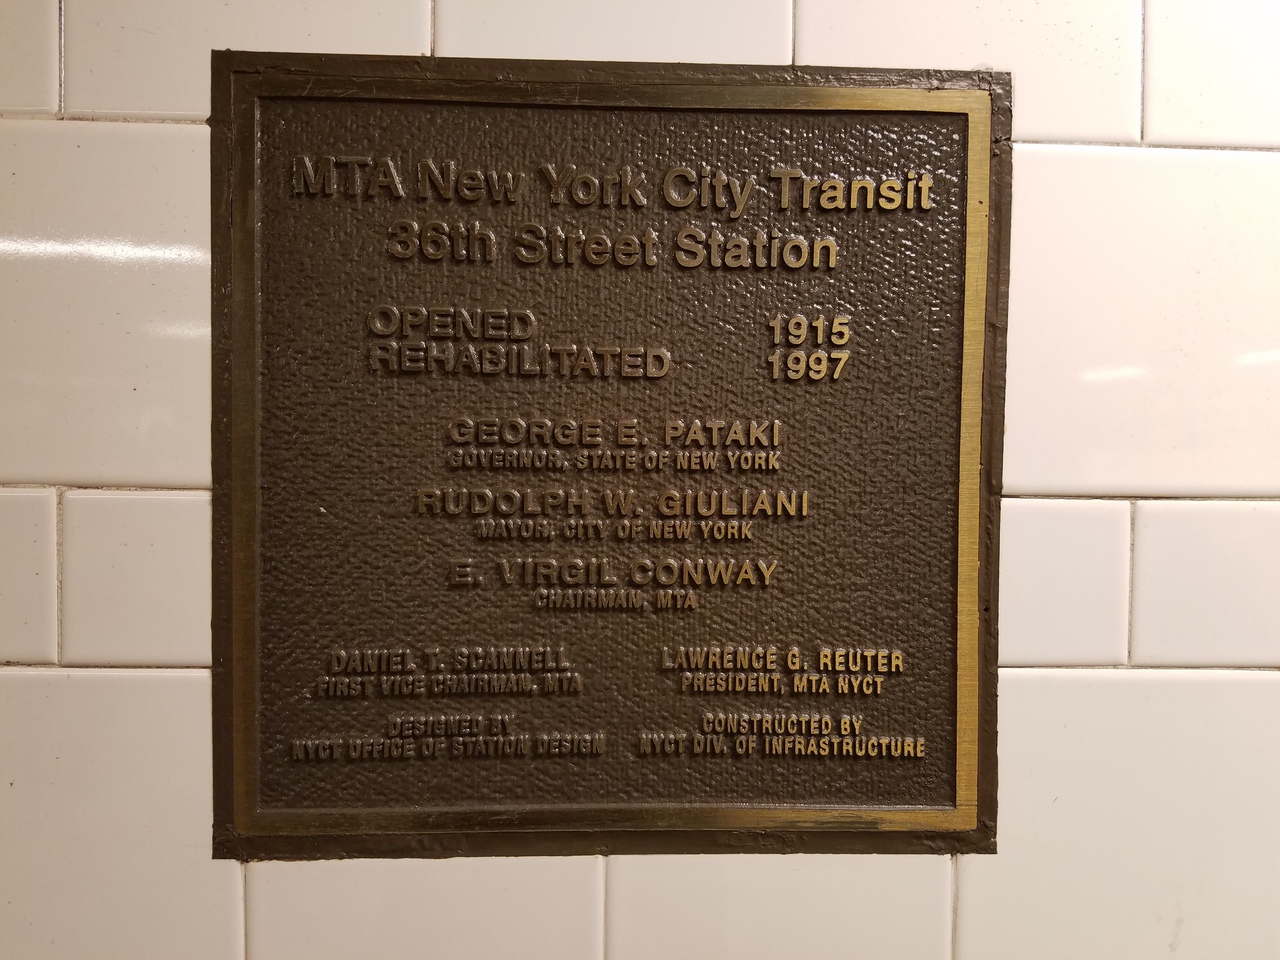 MTA New York City Transit
36th Street Station
OPENED 1915
REHABILITATED 1997
GEORGE E. PATAKI
GOVERNOR, STATE OF NEW YORK
RUDOLPH W. GIULIANI
MAYOR, CITY OF NEW YORK
E. VIRGIL CONWAY
CHAIRMAN, MTA
DANIEL T. SCANNELL
FIRST VICE CHAIRMAN, MTA
LAWRENCE G. REUTER
PRESIDENT, MTA NYCT
DESIGNED BY
NYCT OFFICE OF STATION DESIGN
CONSTRUCTED BY
NYCT DIV. OF INFRASTRUCTURE